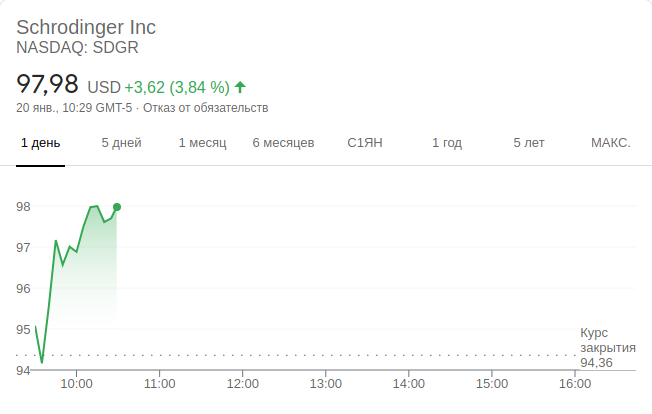 Schrodinger Inc
NASDAQ: SDGR
97,98 USD +3,62 (3,84 %)
20 янв., 10:29 GMT-5 · Отказ от обязательств
1 день 5 дней 1 месяц 6 месяцев С1ЯН 1 год 5 лет МАКС.
98
97
96
95
94
Курс
закрытия
94,36
10:00 11:00 12:00 13:00 14:00 15:00 16:00